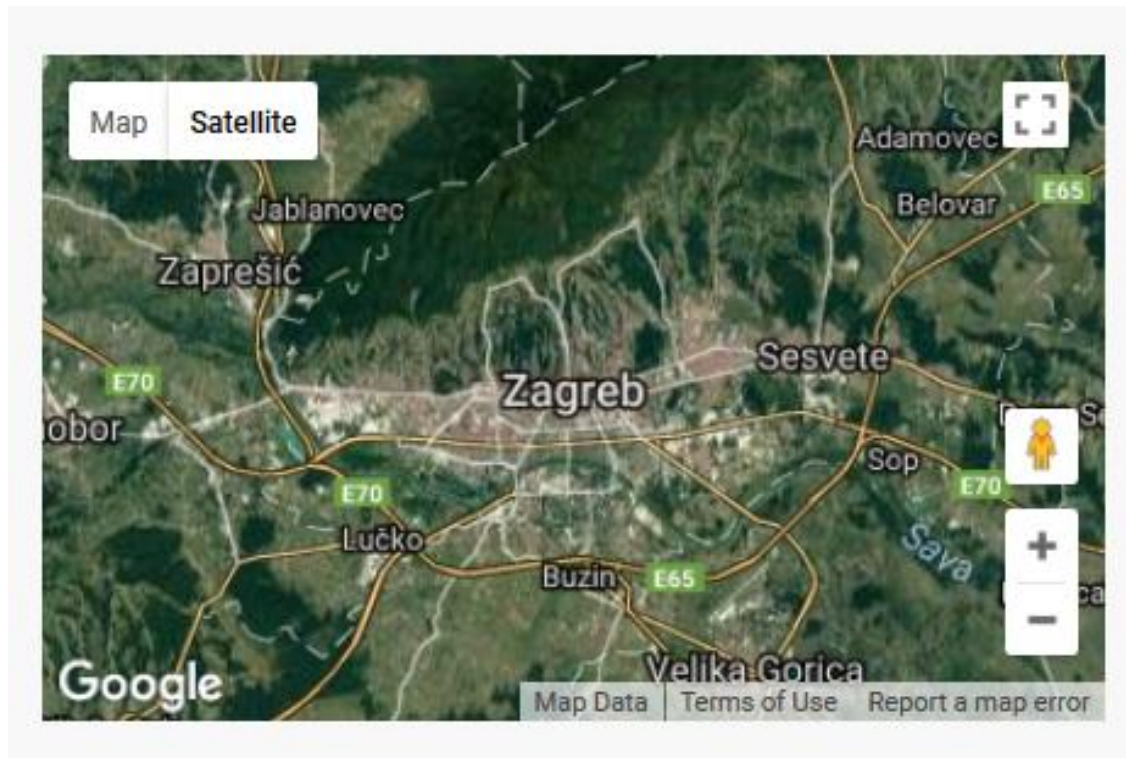 Map Satellite
Adamovec
E65
Jablanovec
Belovar
Zaprešić
Sesvete
E70
Zagreb
obor
Sop
E70
E70
Sava
Lučko
Buzin
E65
Velika Gorica
Google
Map Data Terms of Use Report a map error